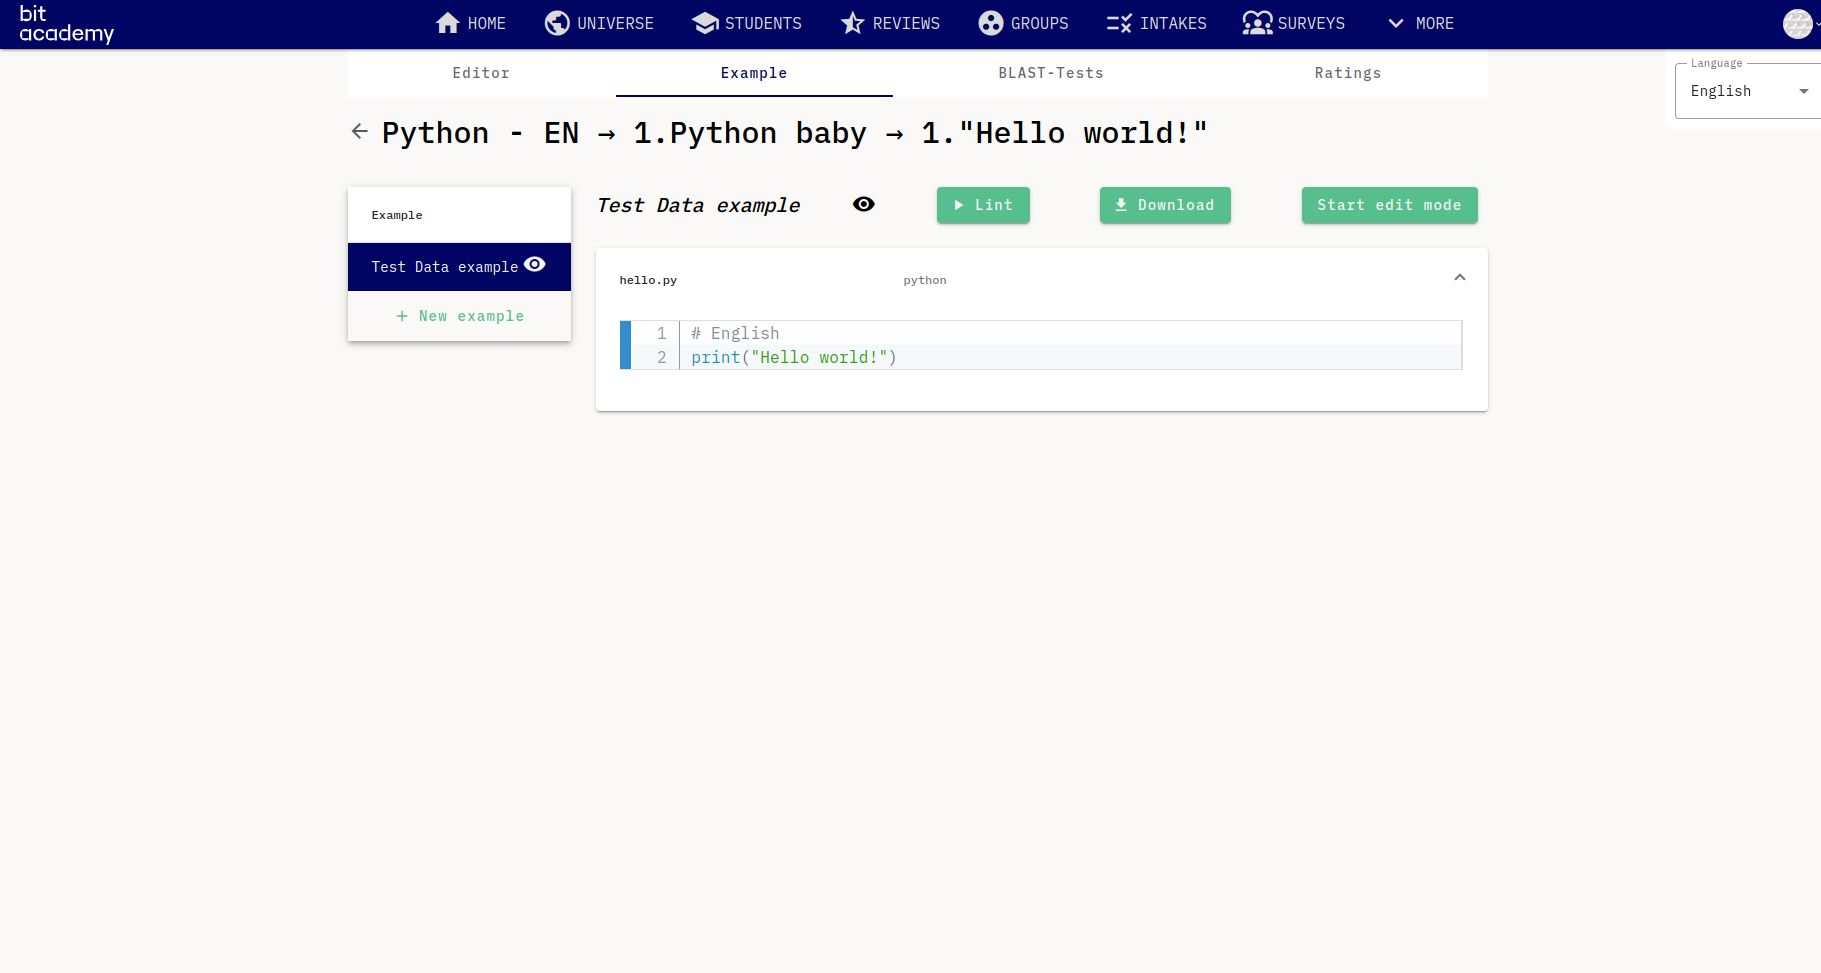 bit
academy
HOME
UNIVERSE
STUDENTS
REVIEWS
GROUPS
INTAKES
SURVEYS
MORE
Editor
Example
BLAST-Tests
Ratings
Language
English
Python - EN → 1.Python baby → 1."Hello world!"
Example
Test Data example
+ New example
Test Data example
Lint
Download
Start edit mode
hello.py
python
1 # English
2 print("Hello world!")